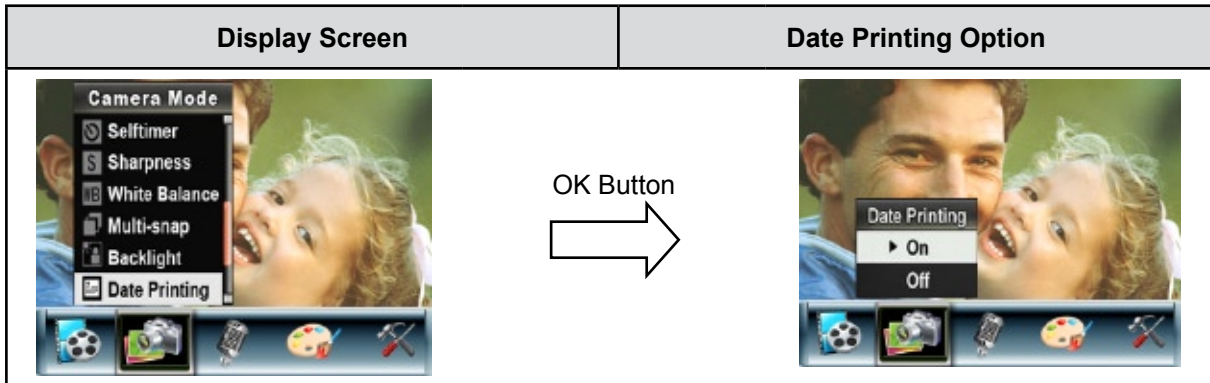 Display Screen
Date Printing Option
Camera Mode
Selftimer
S Sharpness
WB White Balance
Multi-snap
Backlight
Date Printing
OK Button
Date Printing
On
Off